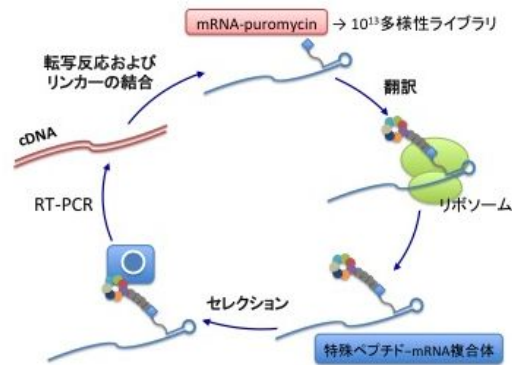 mRNA-puromycin → 10¹³多様性ライブラリ
転写反応および
リンカーの結合
翻訳
cDNA
リボソーム
RT-PCR
セレクション
特殊ペプチド-mRNA複合体